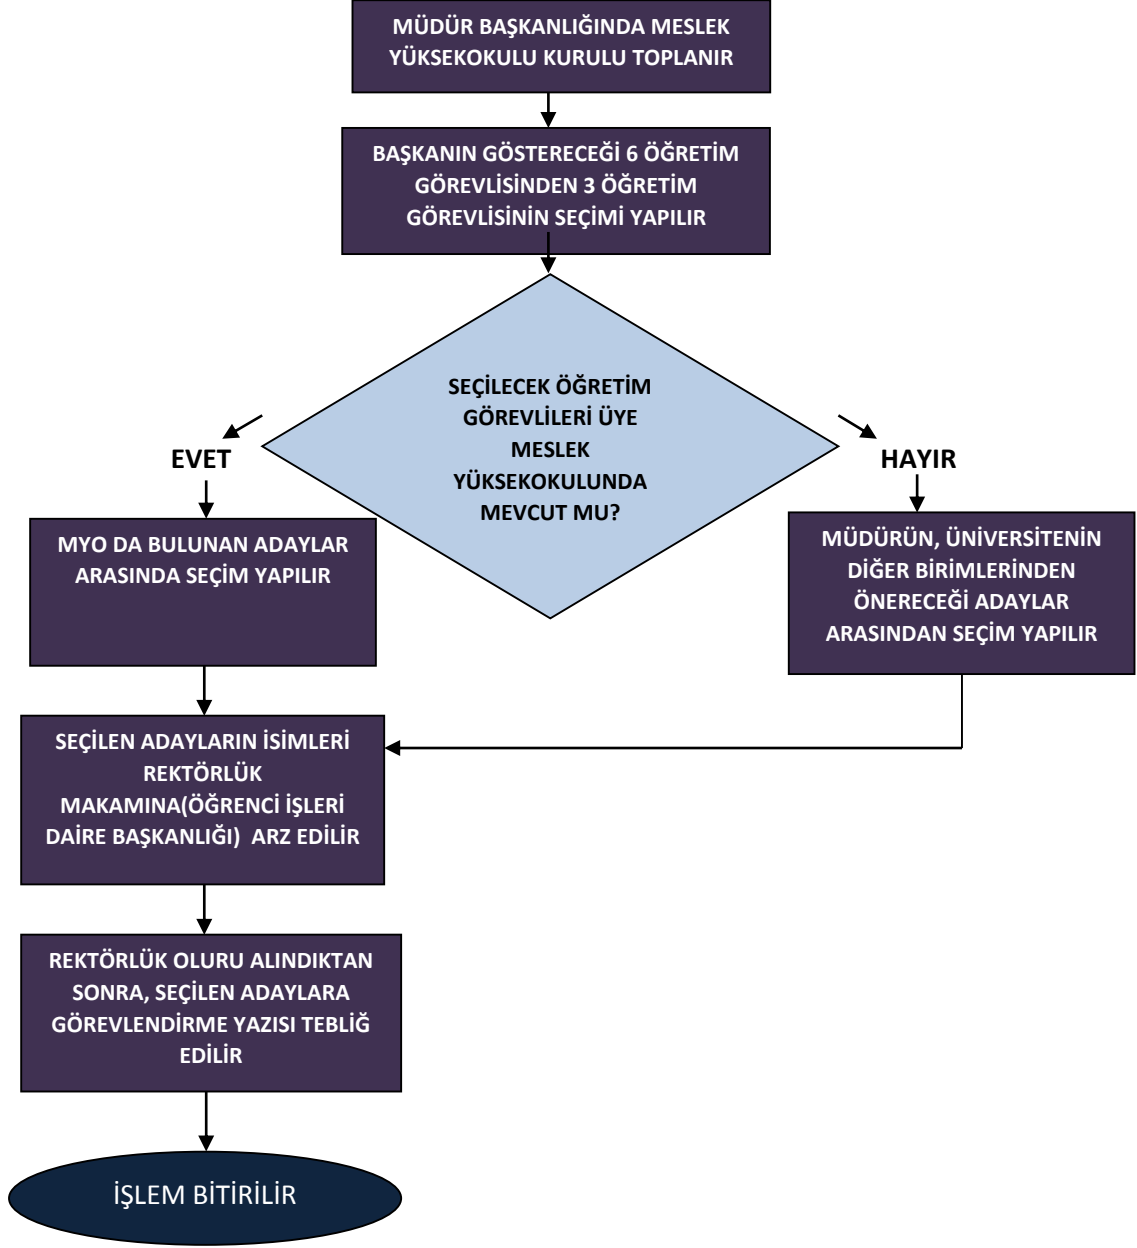 MÜDÜR BAŞKANLIĞINDA MESLEK
YÜKSEKOKULU KURULU TOPLANIR
BAŞKANIN GÖSTERECEĞİ 6 ÖĞRETİM
GÖREVLİSİNDEN 3 ÖĞRETİM
GÖREVLİSİNİN SEÇİMİ YAPILIR
SEÇİLECEK ÖĞRETİM
GÖREVLİLERİ ÜYE
MESLEK
YÜKSEKOKULUNDA
MEVCUT MU?
EVET
HAYIR
MYO DA BULUNAN ADAYLAR
ARASINDA SEÇİM YAPILIR
MÜDÜRÜN, ÜNİVERSİTENİN
DİĞER BİRİMLERİNDEN
ÖNERECEĞİ ADAYLAR
ARASINDAN SEÇİM YAPILIR
SEÇİLEN ADAYLARIN İSİMLERİ
REKTÖRLÜK
MAKAMINA(ÖĞRENCİ İŞLERİ
DAİRE BAŞKANLIĞI)  ARZ EDİLİR
REKTÖRLÜK OLURU ALINDIKTAN
SONRA, SEÇİLEN ADAYLARA
GÖREVLENDİRME YAZISI TEBLİĞ
EDİLİR
İŞLEM BİTİRİLİR